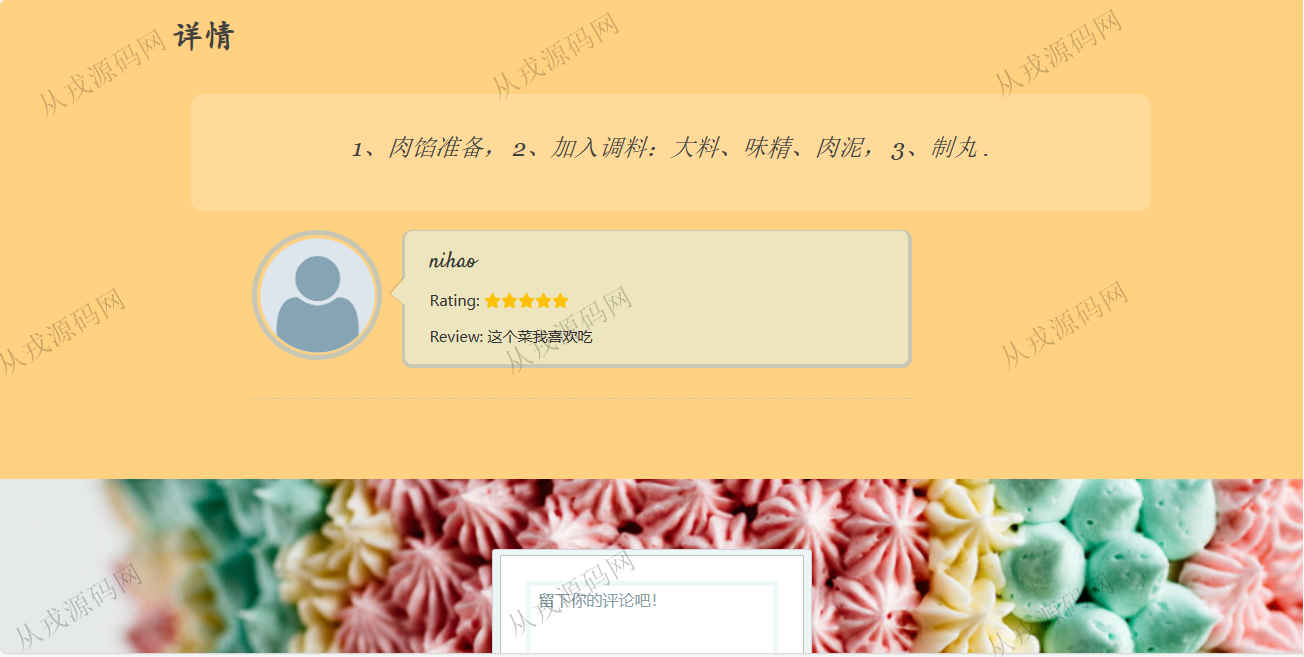 详情
1、肉馅准备， 2、加入调料：大料、味精、肉泥， 3、制丸 .
nihao
Rating:
Review: 这个菜我喜欢吃
留下你的评论吧！
从戎源码网
从戎源码网
从戎源码网
从戎源码网
从戎源码网
从戎源码网
从戎源码网
从戎源码网
从戎源码网